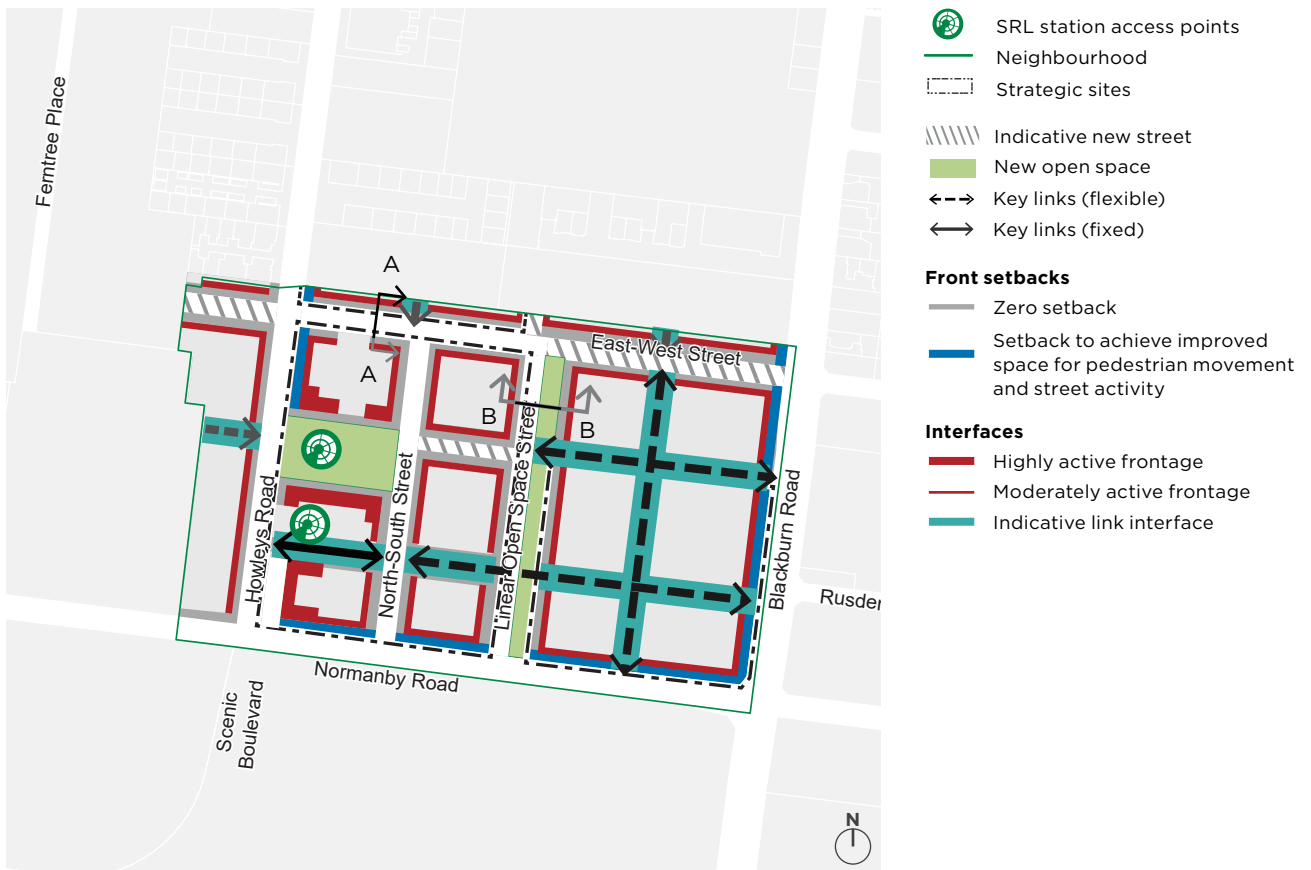 Ferntree Place
A
A
B
B
East-West Street
Howleys Road
North-South Street
Linear Open Space Street
Blackburn Road
Rusden
Normanby Road
Scenic
Boulevard
N
SRL station access points
Neighbourhood
Strategic sites
Indicative new street
New open space
Key links (flexible)
Key links (fixed)
Front setbacks
Zero setback
Setback to achieve improved
space for pedestrian movement
and street activity
Interfaces
Highly active frontage
Moderately active frontage
Indicative link interface